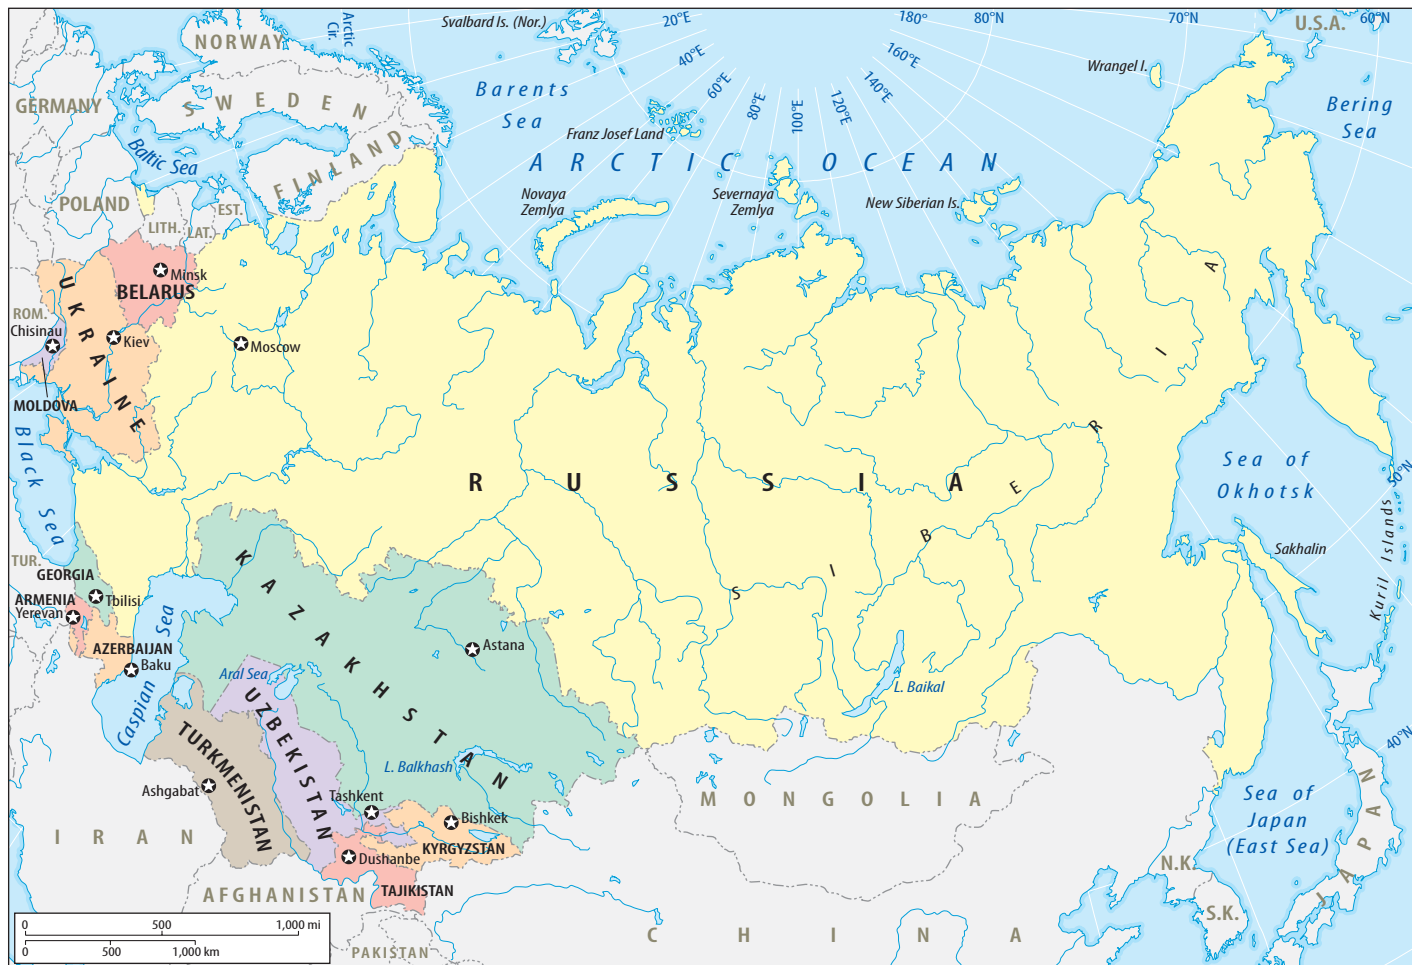 Svalbard Is. (Nor.)
Arctic
Cir.
20°E
180°
80°N
70°N
60°N
U.S.A.
NORWAY
40°E
160°E
Wrangel I.
60°E
80°E
100°E
120°E
140°E
GERMANY
SWEDEN
Barents
Sea
Bering
Sea
Franz Josef Land
Baltic Sea
FINLAND
ARCTIC OCEAN
POLAND
EST.
LITH.
LAT.
Novaya
Zemlya
Severnaya
Zemlya
New Siberian Is.
Minsk
BELARUS
UKRAINE
ROM.
Chisinau
Kiev
Moscow
MOLDOVA
Black Sea
RUSSIA
SIBERIA
Sea of
Okhotsk
50°N
Kuril Islands
Sakhalin
TUR.
GEORGIA
Tbilisi
ARMENIA
Yerevan
AZERBAIJAN
Baku
Caspian Sea
KAZAKHSTAN
Astana
Aral Sea
L. Baikal
UZBEKISTAN
TURKMENISTAN
L. Balkhash
40°N
Ashgabat
Tashkent
Bishkek
MONGOLIA
Sea of
Japan
(East Sea)
JAPAN
IRAN
KYRGYZSTAN
Dushanbe
TAJIKISTAN
AFGHANISTAN
N.K.
S.K.
CHINA
PAKISTAN
0 500 1,000 mi
0 500 1,000 km